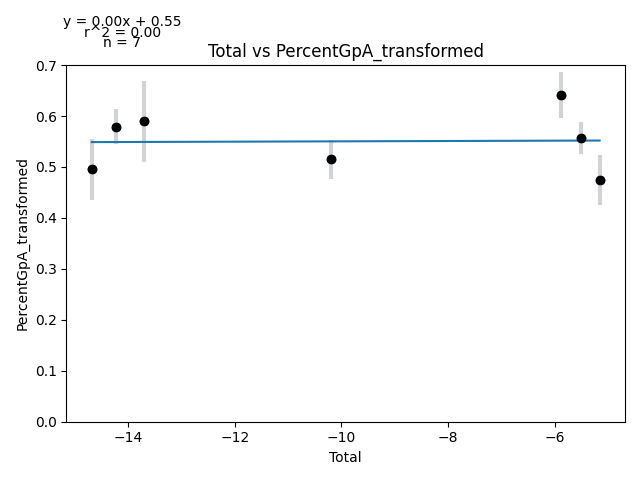 y = 0.00x + 0.55
r^2 = 0.00
n = 7
Total vs PercentGpA_transformed
0.7
0.6
0.5
0.4
0.3
0.2
0.1
0.0
PercentGpA_transformed
−14
−12
−10
−8
−6
Total